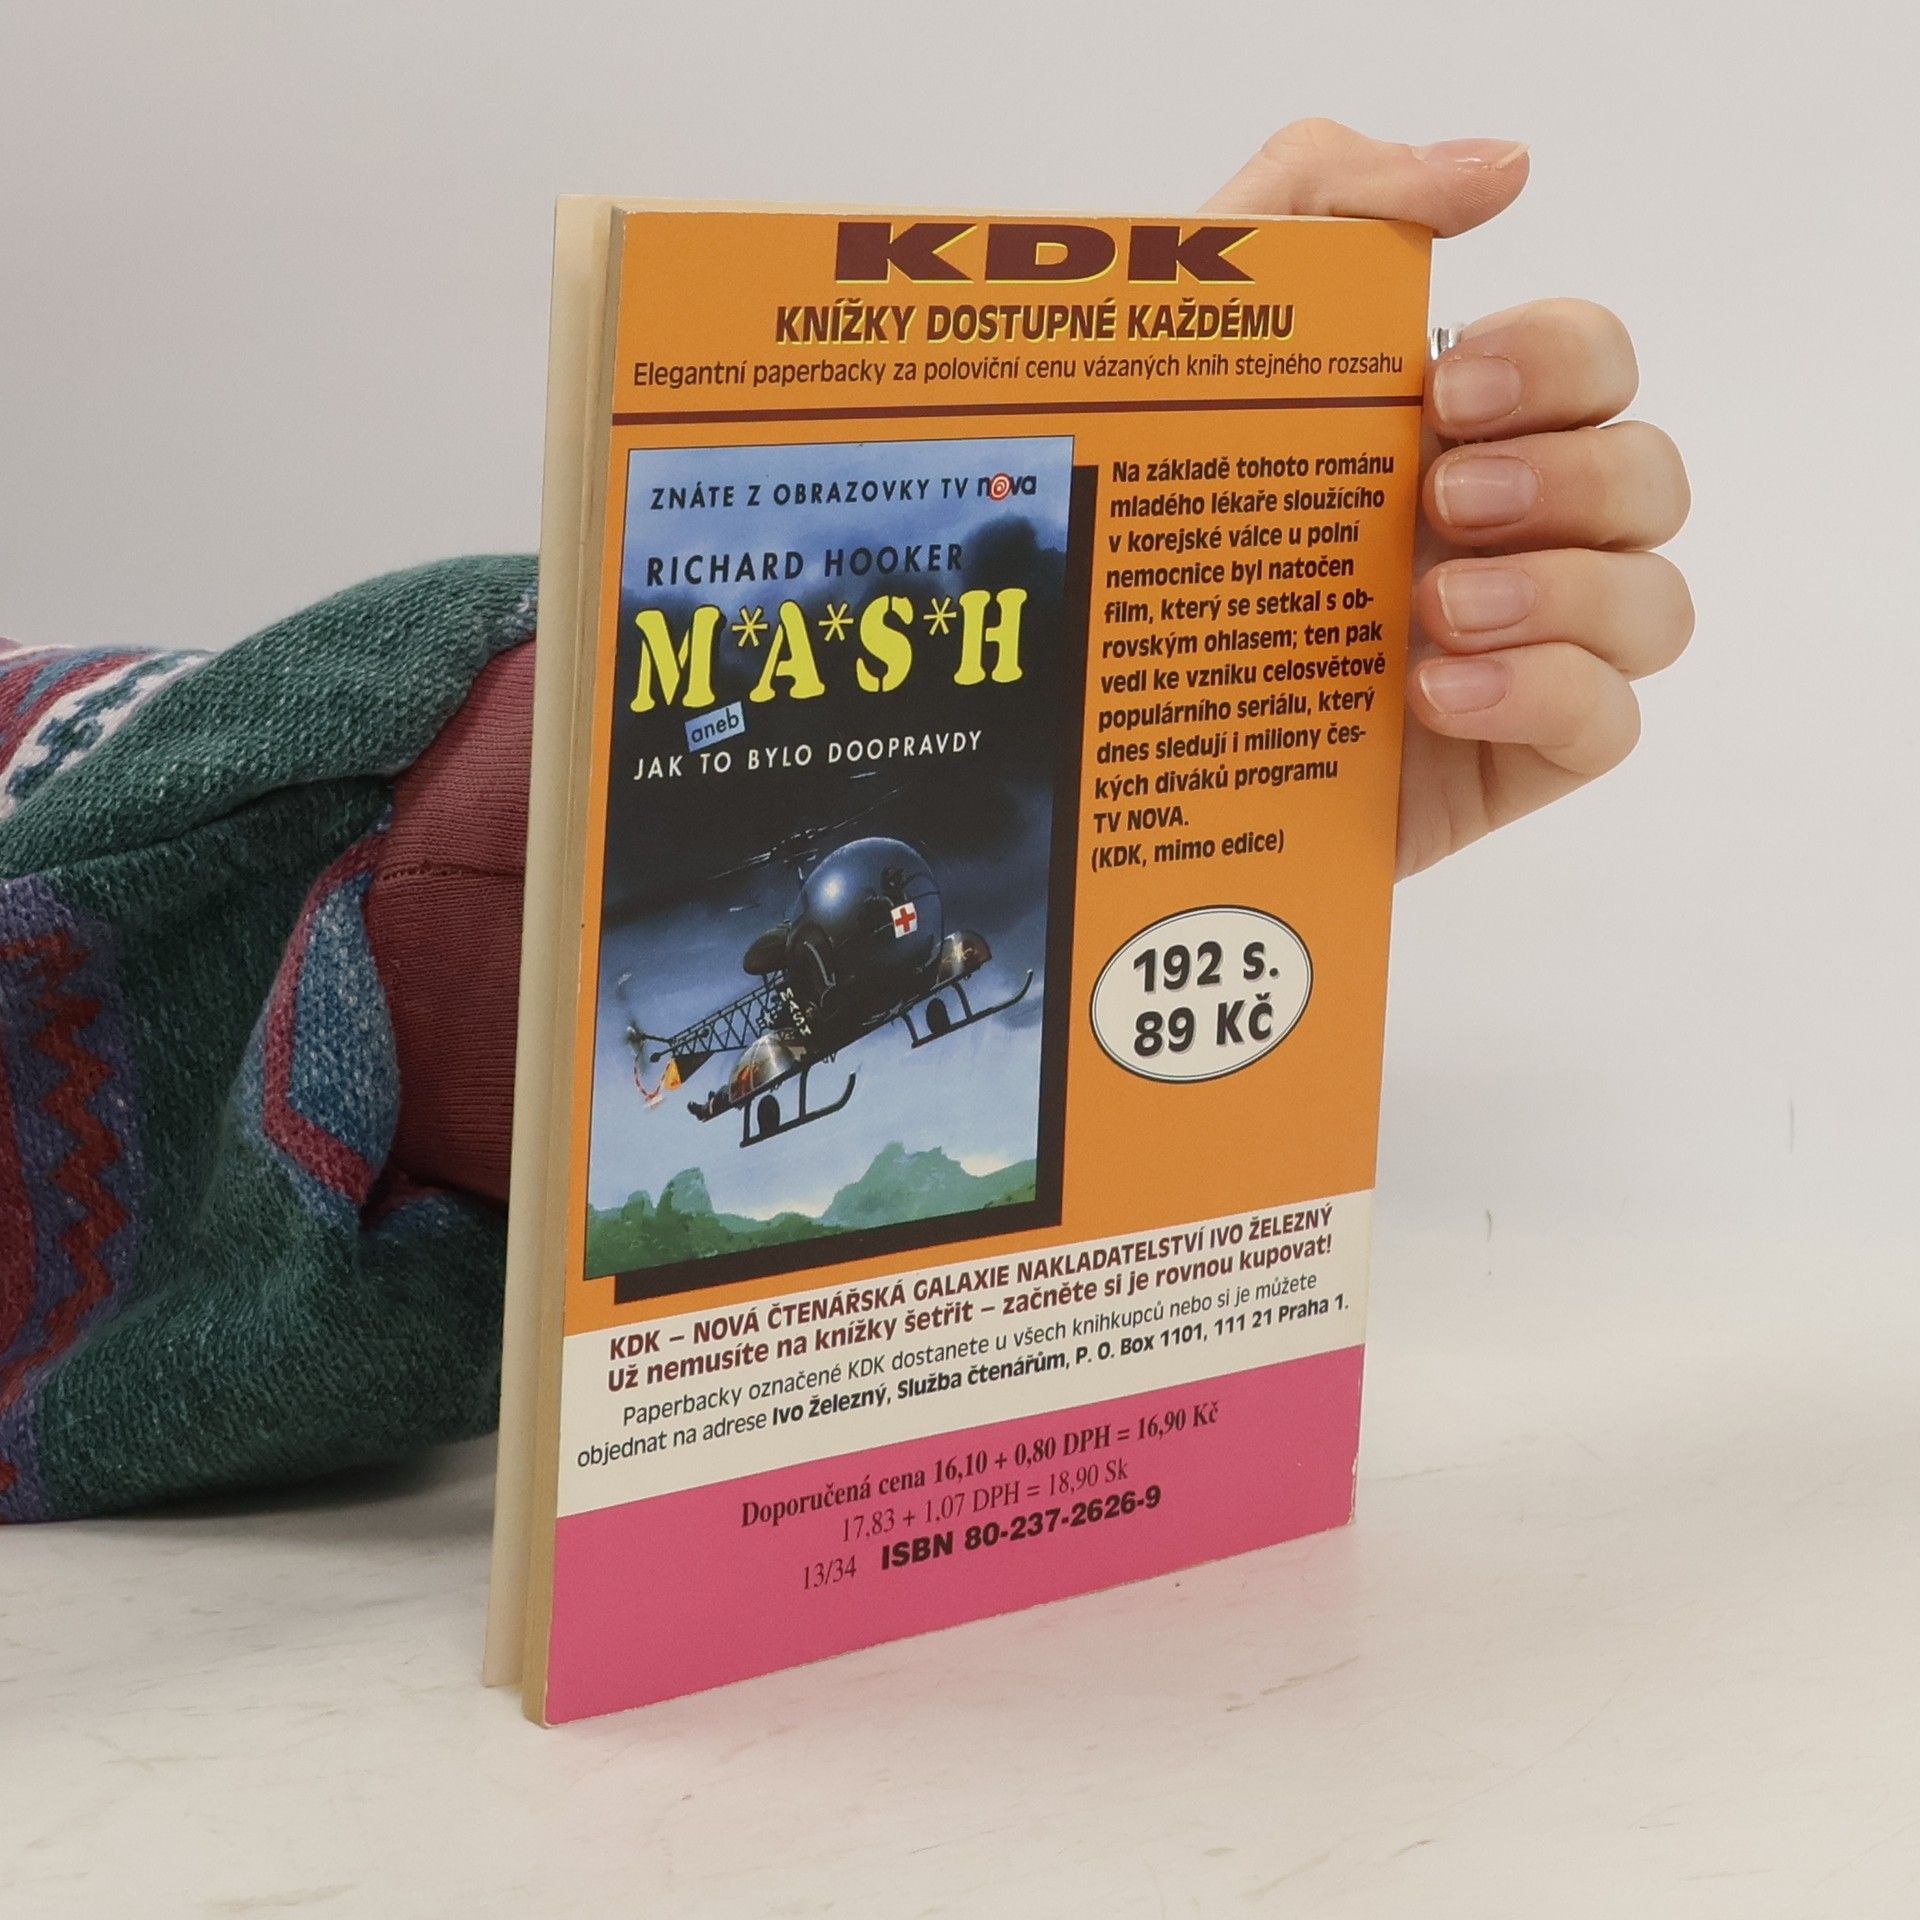 KDK
KNÍŽKY DOSTUPNÉ KAŽDÉMU
Elegantní paperbacky za poloviční cenu vázaných knih stejného rozsahu
ZNÁTE Z OBRAZOVKY TV nova
RICHARD HOOKER
M*A*S*H
aneb
JAK TO BYLO DOOPRAVDY
MASH
Na základě tohoto románu
mladého lékaře sloužícího
v korejské válce u polní
nemocnice byl natočen
film, který se setkal s ob-
rovským ohlasem; ten pak
vedl ke vzniku celosvětově
populárního seriálu, který
dnes sledují i miliony čes-
kých diváků programu
TV NOVA.
(KDK, mimo edice)
192 s.
89 Kč
KDK – NOVÁ ČTENÁŘSKÁ GALAXIE NAKLADATELSTVÍ IVO ŽELEZNÝ
Už nemusíte na knížky šetřit – začněte si je rovnou kupovat!
Paperbacky označené KDK dostanete u všech knihkupců nebo si je můžete
objednat na adrese Ivo Železný, Služba čtenářům, P. O. Box 1101, 111 21 Praha 1.
Doporučená cena 16,10 + 0,80 DPH = 16,90 Kč
17,83 + 1,07 DPH = 18,90 Sk
13/34 ISBN 80-237-2626-9